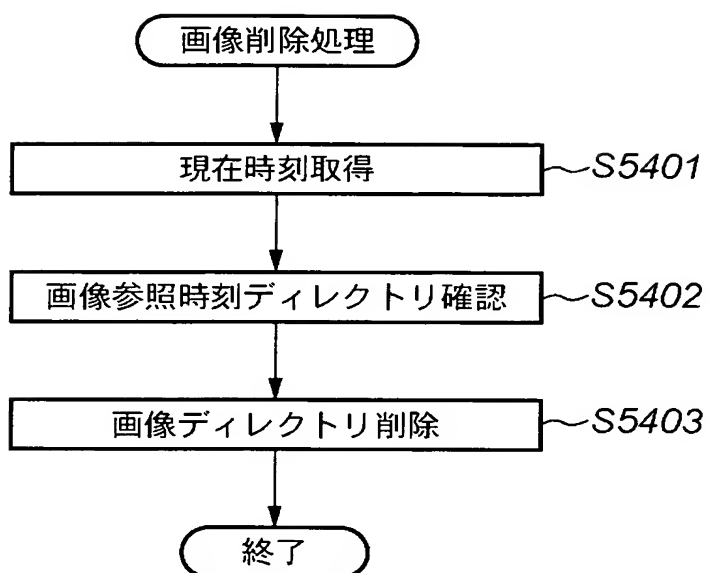 画像削除処理
現在時刻取得 S5401
画像参照時刻ディレクトリ確認 S5402
画像ディレクトリ削除 S5403
終了